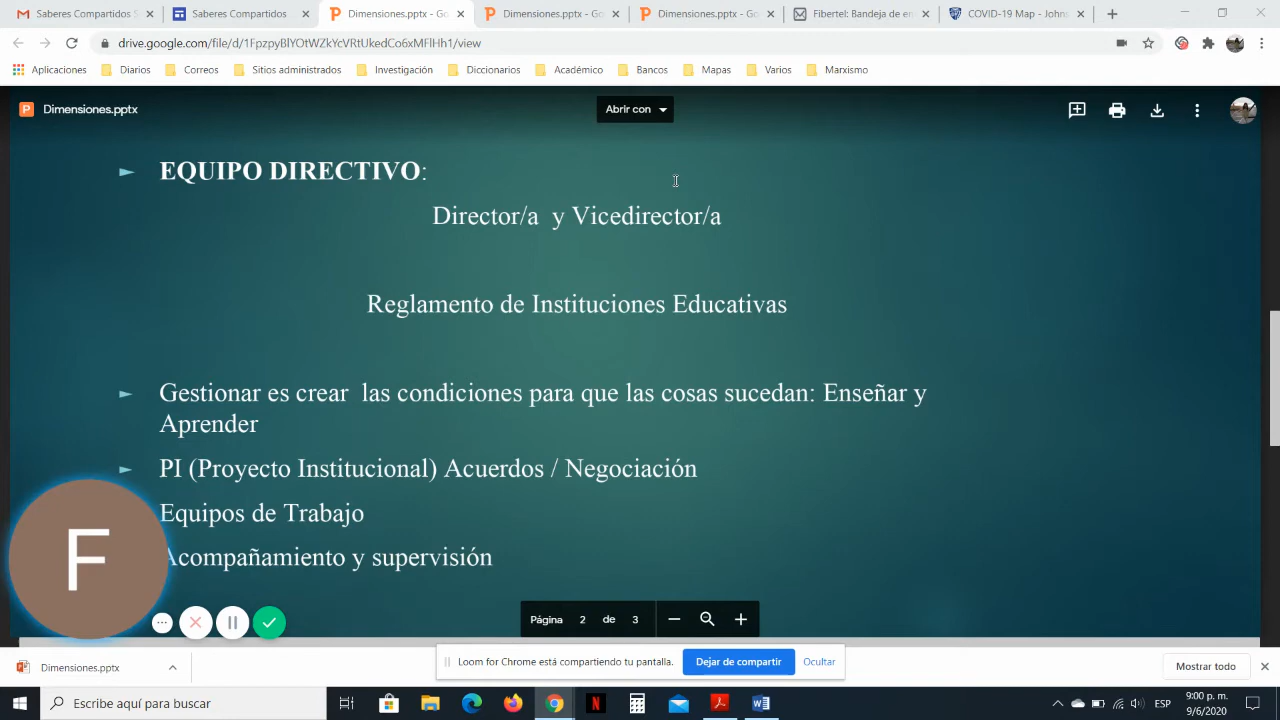 Saberes Compartidos S
Saberes Compartidos
Dimensiones.pptx - Go
Dimensiones.pptx - Go
Dimensiones.pptx - Go
Fibertel: Bandeja de en
COVID-19 Map - Johns
drive.google.com/file/d/1FpzpyBlYOtWZkYcVRtUkedCo6xMFlHh1/view
Aplicaciones
Diarios
Correos
Sitios administrados
Investigación
Diccionarios
Académico
Bancos
Mapas
Varios
Marxismo
P Dimensiones.pptx
Abrir con
► EQUIPO DIRECTIVO:
Director/a y Vicedirector/a
Reglamento de Instituciones Educativas
► Gestionar es crear las condiciones para que las cosas sucedan: Enseñar y
Aprender
► PI (Proyecto Institucional) Acuerdos / Negociación
Equipos de Trabajo
Acompañamiento y supervisión
F
Página 2 de 3
Loom for Chrome está compartiendo tu pantalla.
Dejar de compartir
Ocultar
Dimensiones.pptx
Mostrar todo
Escribe aquí para buscar
ESP
9:00 p. m.
9/6/2020